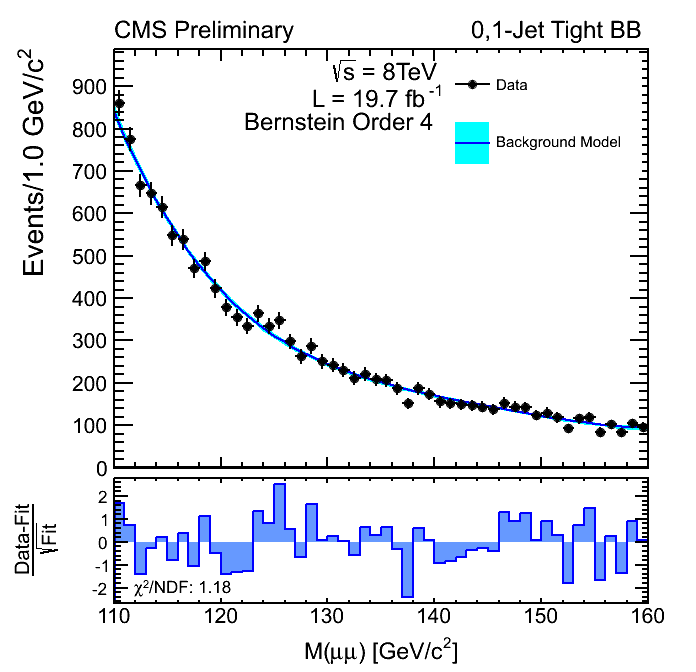 CMS Preliminary 0,1-Jet Tight BB
√s = 8TeV
L = 19.7 fb⁻¹
Bernstein Order 4
Data
Background Model
Events/1.0 GeV/c²
900
800
700
600
500
400
300
200
100
0
Data-Fit
√Fit
2
1
0
-1
-2
χ²/NDF: 1.18
110 120 130 140 150 160
M(μμ) [GeV/c²]